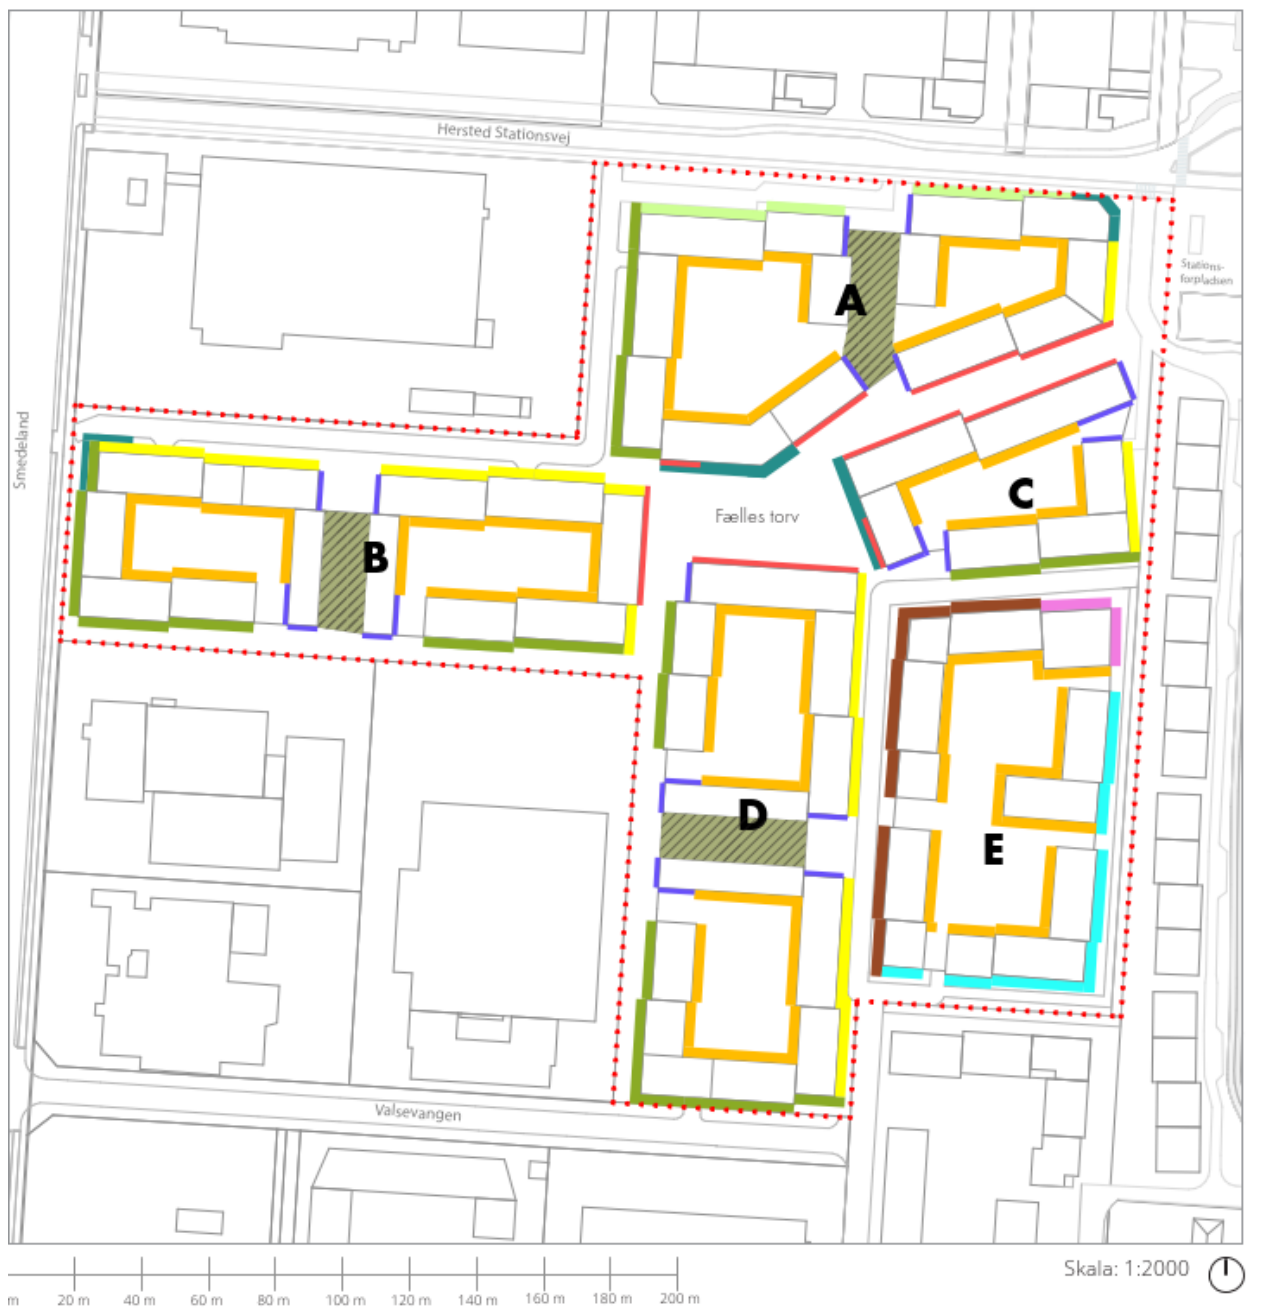 Hersted Stationsvej
Stations-
forpladsen
A
Smedeland
C
Fælles torv
B
D
E
Valsevangen
Skala: 1:2000
m
20 m
40 m
60 m
80 m
100 m
120 m
140 m
160 m
180 m
200 m